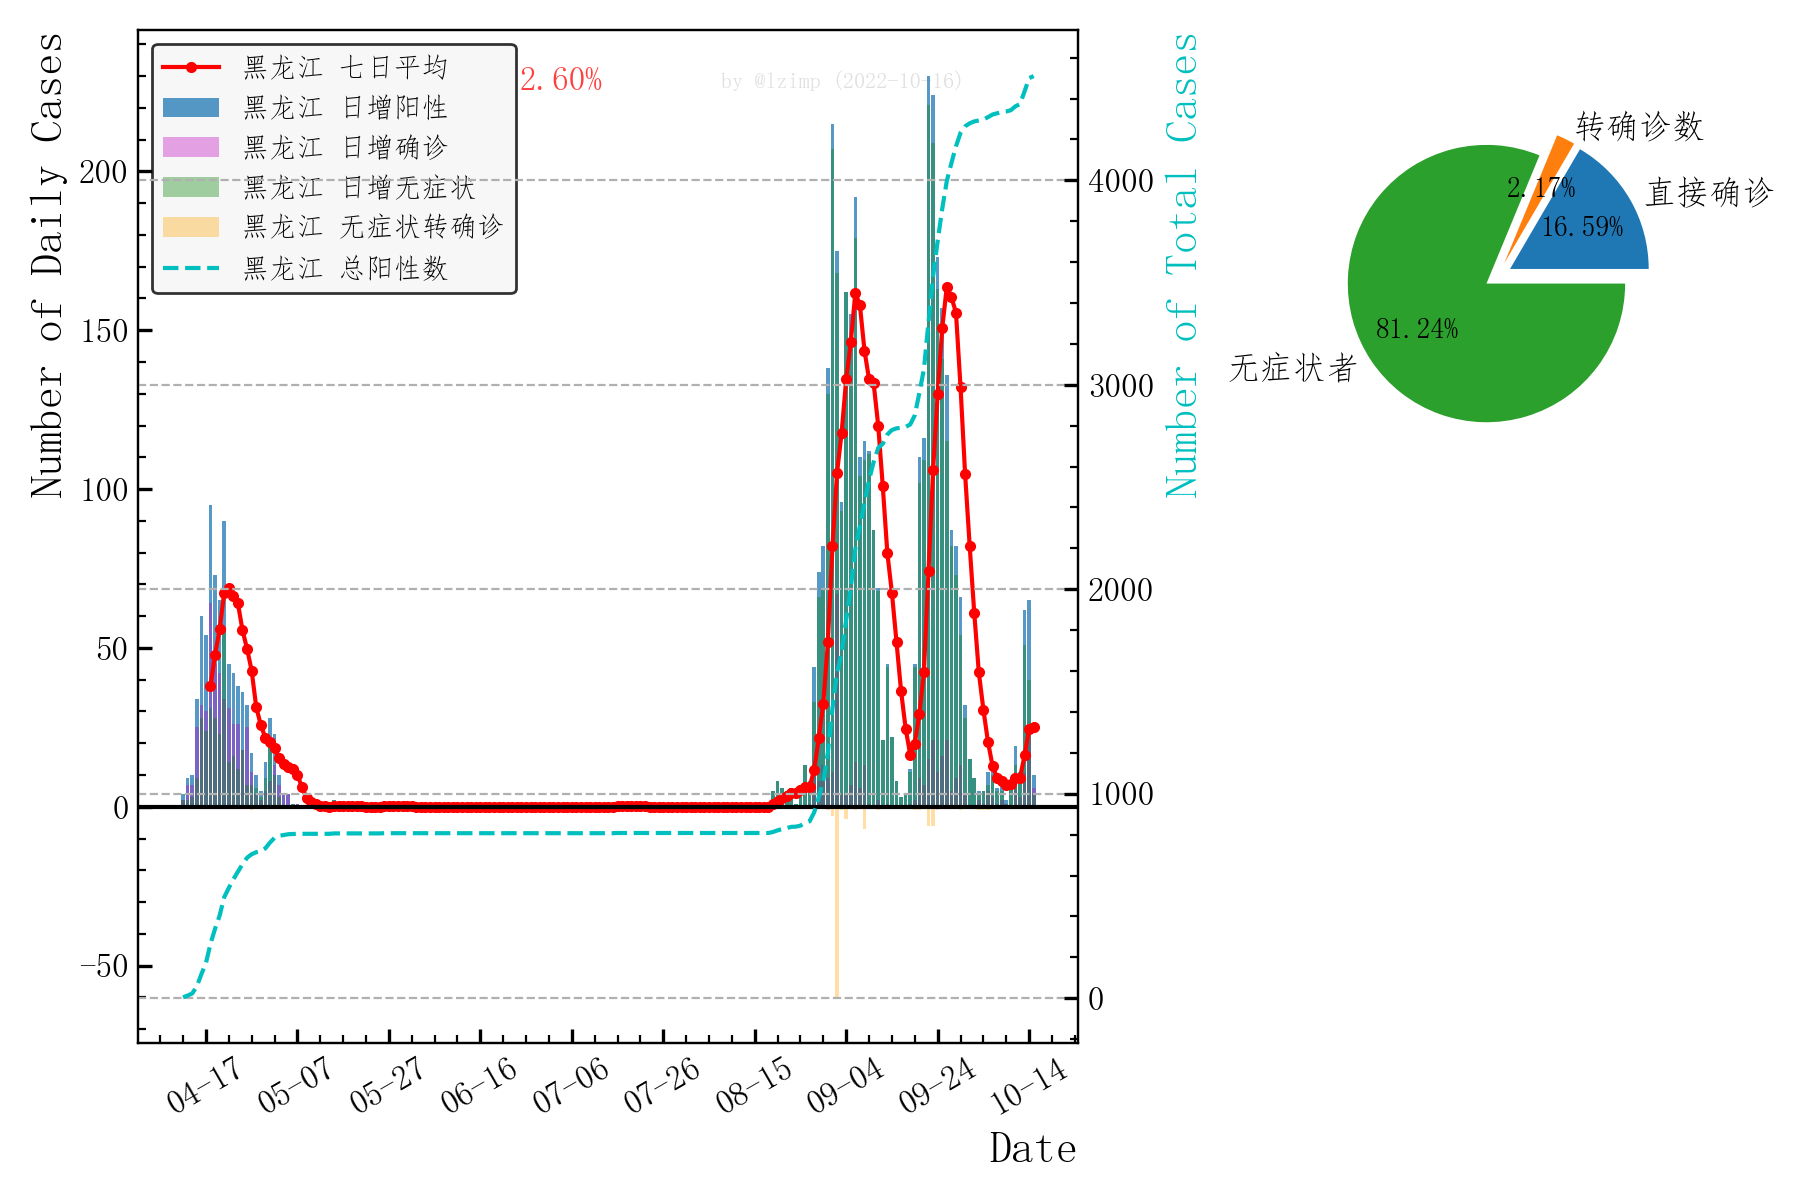 黑龙江 七日平均
黑龙江 日增阳性
黑龙江 日增确诊
黑龙江 日增无症状
黑龙江 无症状转确诊
黑龙江 总阳性数
2.60%
by @lzimp (2022-10-16)
Number of Daily Cases
200
150
100
50
0
−50
04−17
05−07
05−27
06−16
07−06
07−26
08−15
09−04
09−24
10−14
Date
4000
3000
2000
1000
0
Number of Total Cases
转确诊数
2.17%
直接确诊
16.59%
81.24%
无症状者